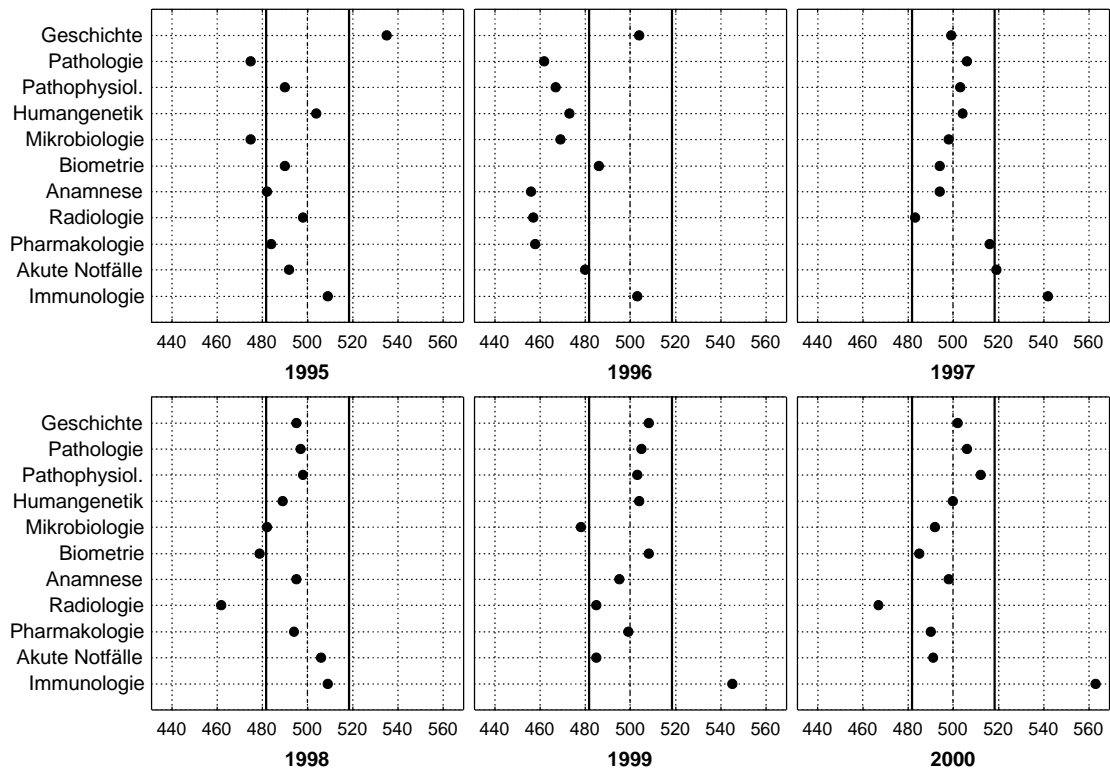 Geschichte
Pathologie
Pathophysiol.
Humangenetik
Mikrobiologie
Biometrie
Anamnese
Radiologie
Pharmakologie
Akute Notfälle
Immunologie
440 460 480 500 520 540 560 440 460 480 500 520 540 560 440 460 480 500 520 540 560
1995 1996 1997
Geschichte
Pathologie
Pathophysiol.
Humangenetik
Mikrobiologie
Biometrie
Anamnese
Radiologie
Pharmakologie
Akute Notfälle
Immunologie
440 460 480 500 520 540 560 440 460 480 500 520 540 560 440 460 480 500 520 540 560
1998 1999 2000